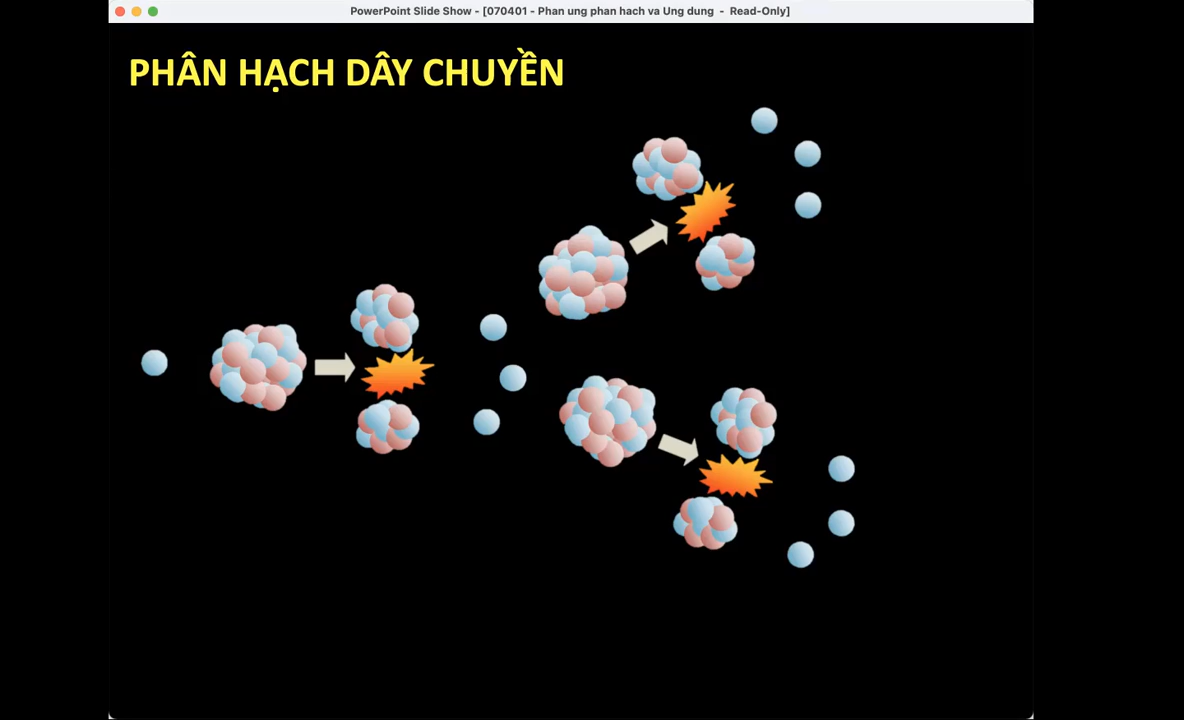 PowerPoint Slide Show - [070401 - Phan ung phan hach va Ung dung - Read-Only]
PHÂN HẠCH DÂY CHUYỀN